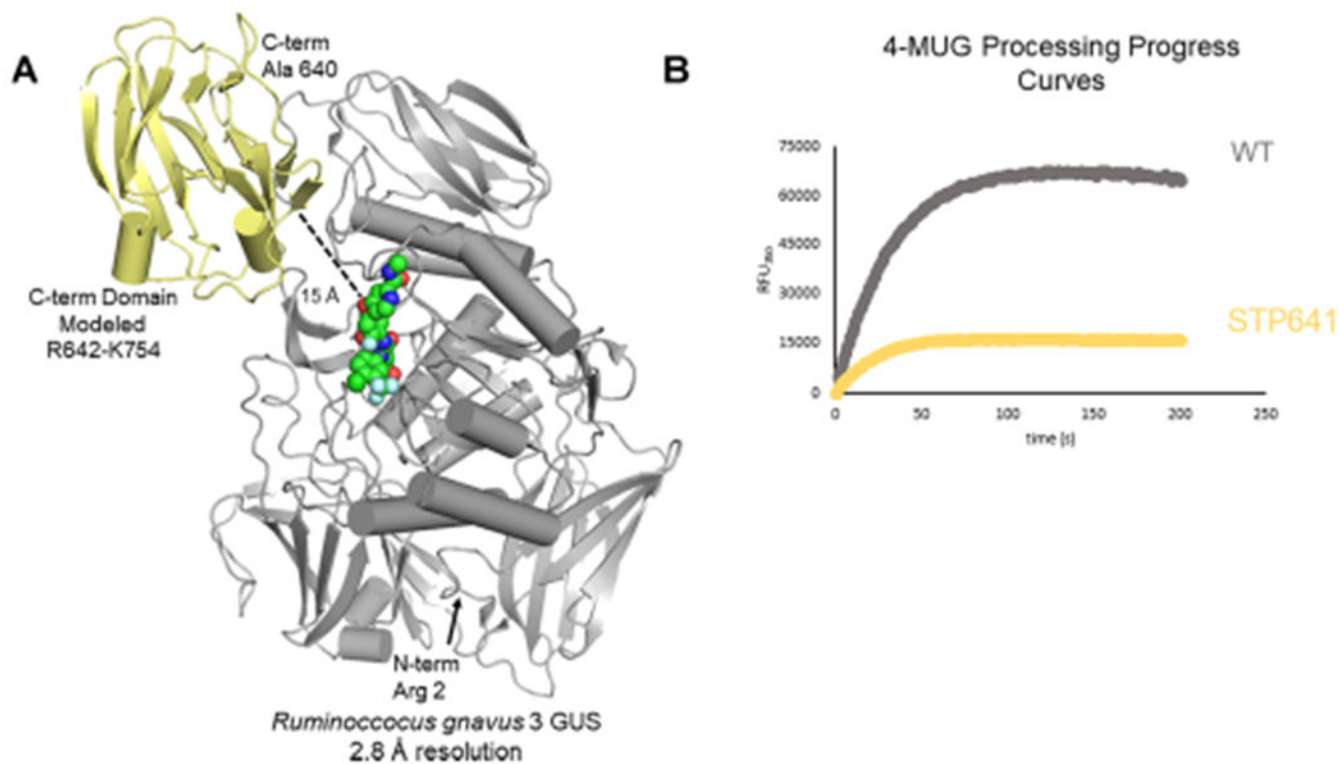 A
C-term
Ala 640
C-term Domain
Modeled
R642-K754
15 Å
N-term
Arg 2
Ruminoccocus gnavus 3 GUS
2.8 Å resolution
B
4-MUG Processing Progress
Curves
75000
60000
45000
30000
15000
0
0
50
100
150
200
250
time [s]
WT
STP641